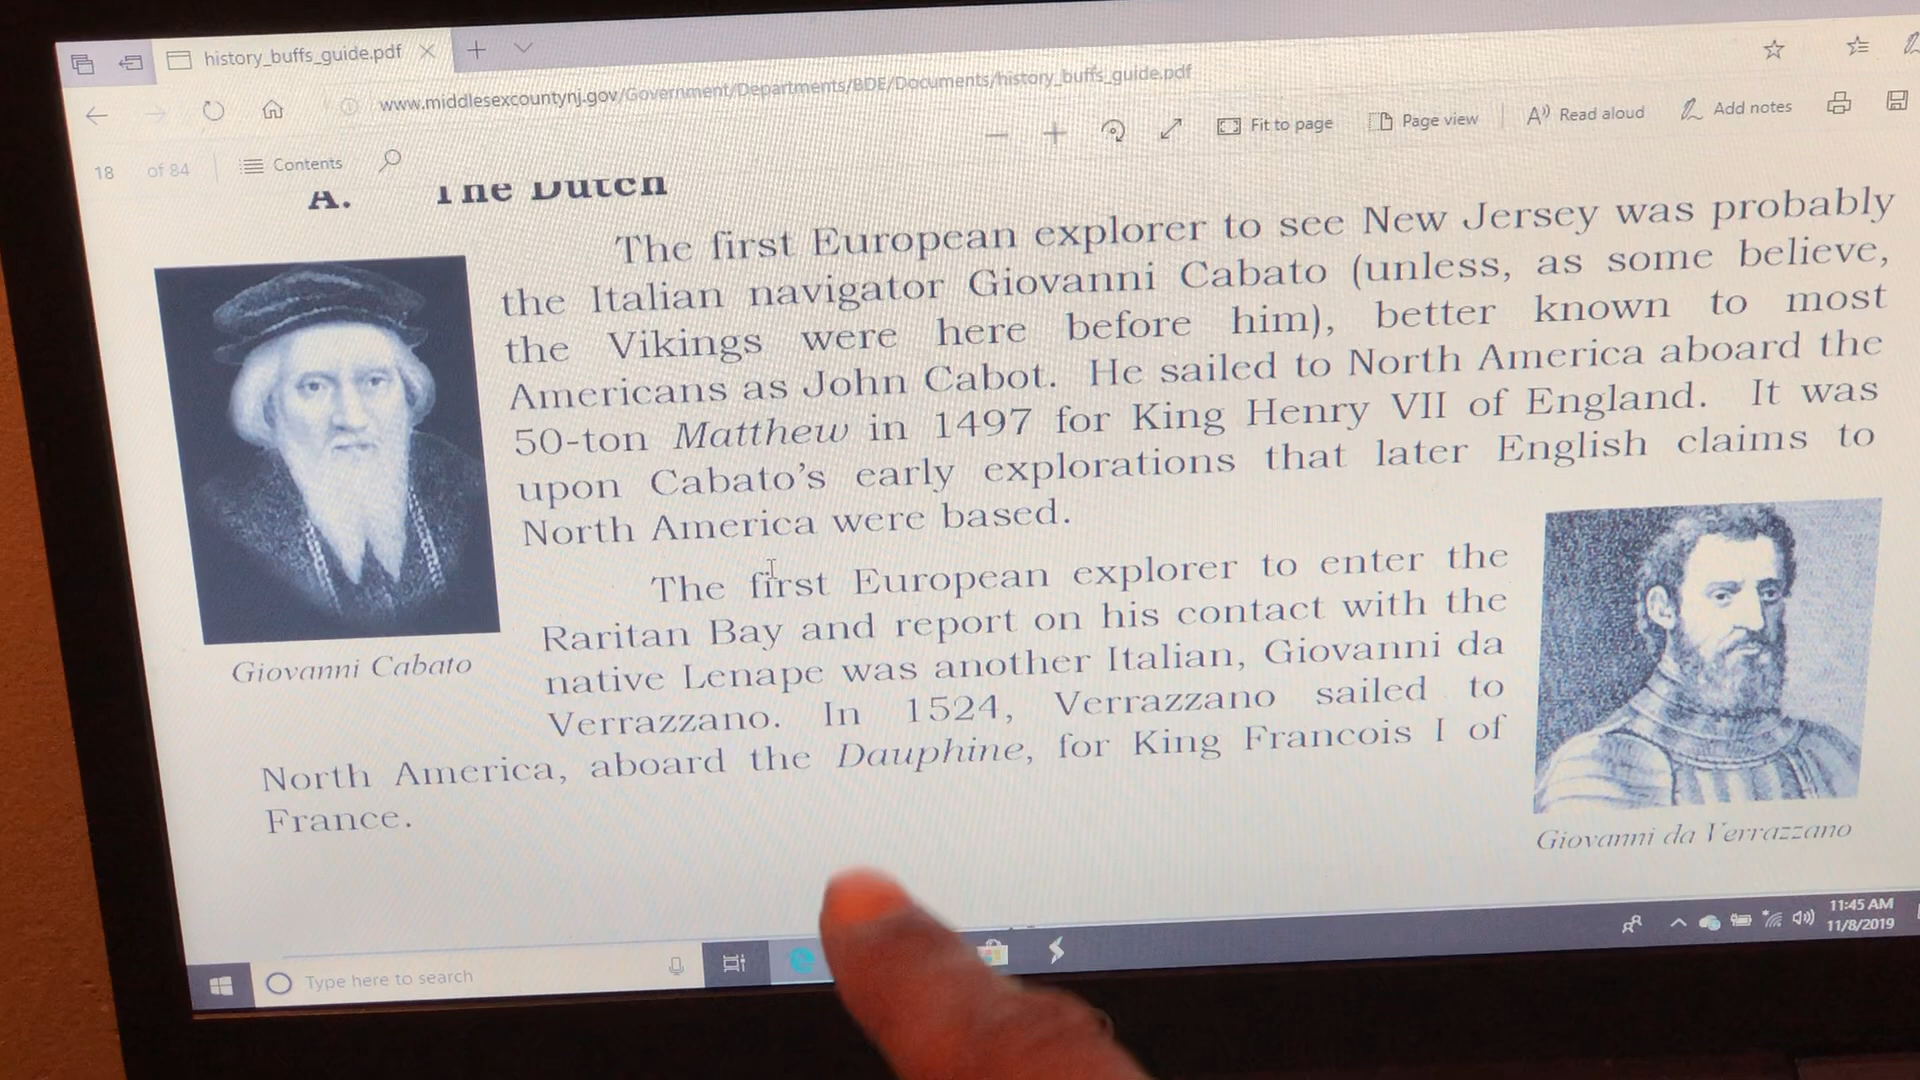 history_buffs_guide.pdf
www.middlesexcountynj.gov/Government/Departments/BDE/Documents/history_buffs_guide.pdf
18 of 84 Contents Fit to page Page view Read aloud Add notes
A. The Dutch
The first European explorer to see New Jersey was probably
the Italian navigator Giovanni Cabato (unless, as some believe,
the Vikings were here before him), better known to most
Americans as John Cabot. He sailed to North America aboard the
50-ton Matthew in 1497 for King Henry VII of England. It was
upon Cabato's early explorations that later English claims to
North America were based.
Giovanni Cabato
The first European explorer to enter the
Raritan Bay and report on his contact with the
native Lenape was another Italian, Giovanni da
Verrazzano. In 1524, Verrazzano sailed to
North America, aboard the Dauphine, for King Francois I of
France.
Giovanni da Verrazzano
Type here to search
11:45 AM
11/8/2019